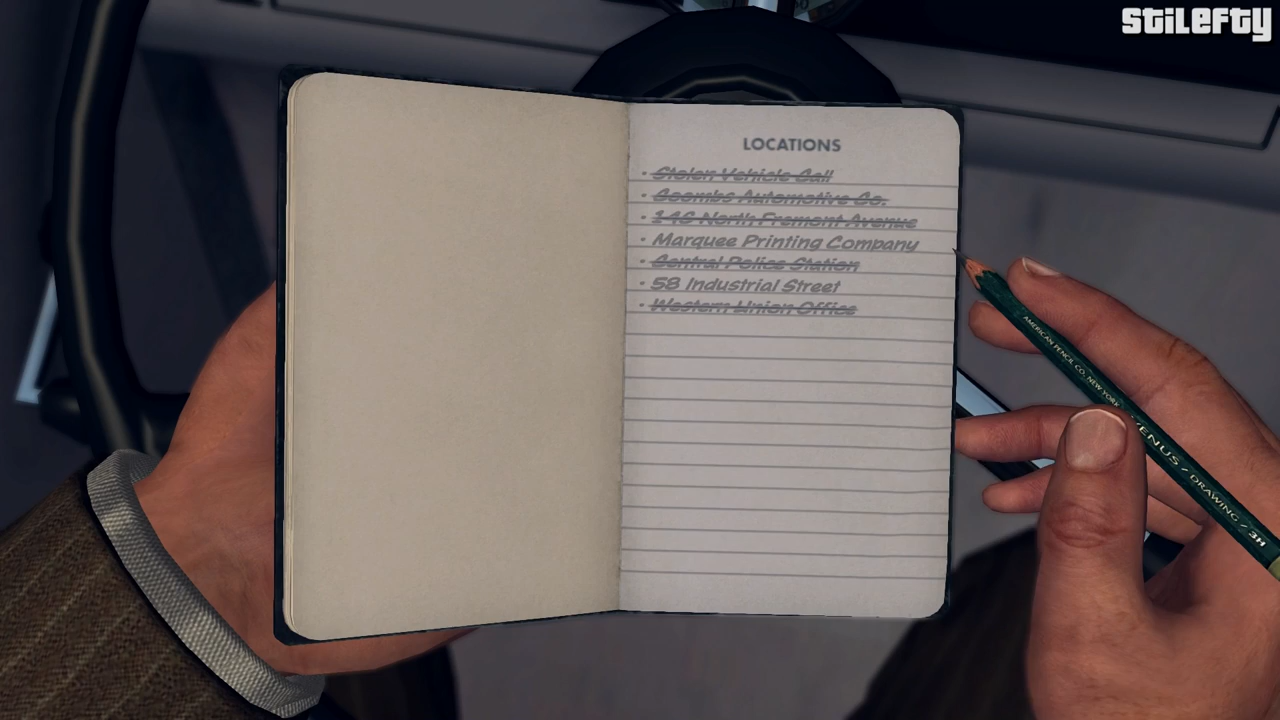 STILEFTY
LOCATIONS
· Stolen Vehicle Call
· Coombs Automotive Co.
· 146 North Fremont Avenue
· Marquee Printing Company
· Central Police Station
· 58 Industrial Street
· Western Union Office
AMERICAN PENCIL CO. NEW YORK
VENUS / DRAWING / 3H